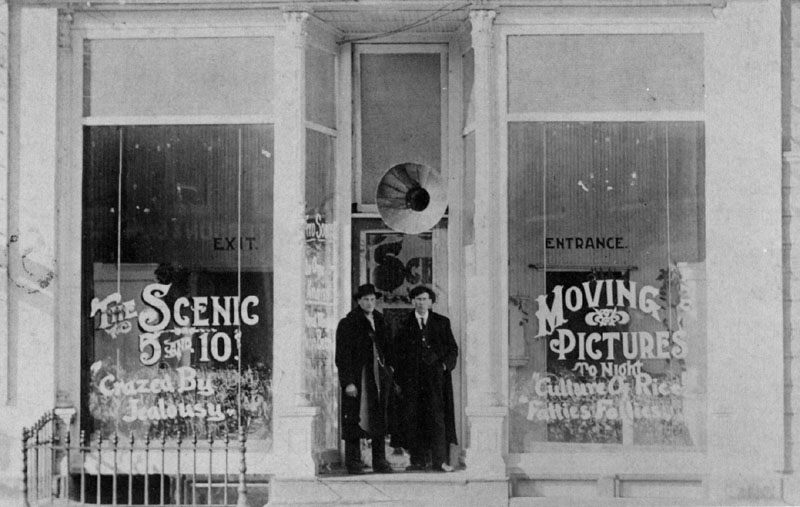 EXIT.
THE SCENIC
5 AND 10¢
"Crazed By
Jealousy"
Sc
ENTRANCE.
MOVING
PICTURES
To Night
"Culture of Rice"
"Fatties Follies"